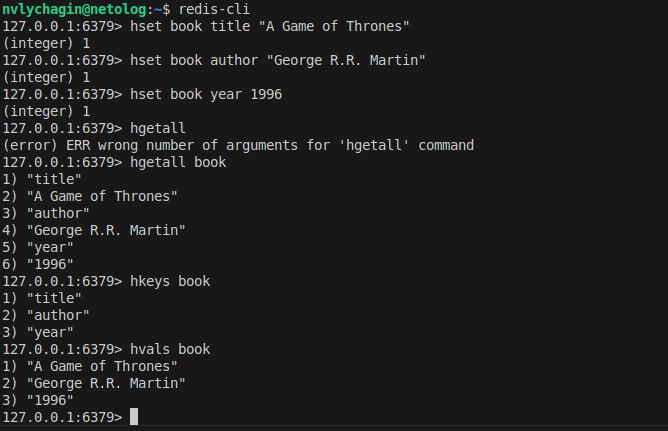 nvlychagin@netolog:~$ redis-cli
127.0.0.1:6379> hset book title "A Game of Thrones"
(integer) 1
127.0.0.1:6379> hset book author "George R.R. Martin"
(integer) 1
127.0.0.1:6379> hset book year 1996
(integer) 1
127.0.0.1:6379> hgetall
(error) ERR wrong number of arguments for 'hgetall' command
127.0.0.1:6379> hgetall book
1) "title"
2) "A Game of Thrones"
3) "author"
4) "George R.R. Martin"
5) "year"
6) "1996"
127.0.0.1:6379> hkeys book
1) "title"
2) "author"
3) "year"
127.0.0.1:6379> hvals book
1) "A Game of Thrones"
2) "George R.R. Martin"
3) "1996"
127.0.0.1:6379>